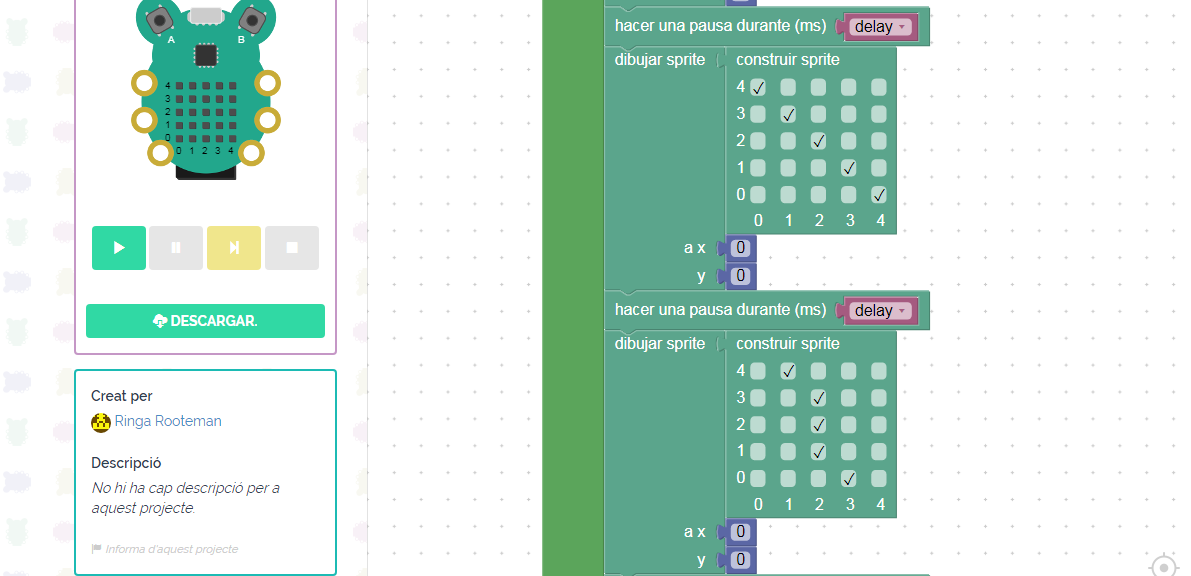 A B
4
3
2
1
0
0 1 2 3 4
DESCARGAR.
Creat per
Ringa Rooteman
Descripció
No hi ha cap descripció per a
aquest projecte.
Informa d'aquest projecte
hacer una pausa durante (ms) delay
dibujar sprite construir sprite
4 ✓
3 ✓
2 ✓
1 ✓
0 ✓
0 1 2 3 4
a x 0
y 0
hacer una pausa durante (ms) delay
dibujar sprite construir sprite
4 ✓
3 ✓
2 ✓
1 ✓
0 ✓
0 1 2 3 4
a x 0
y 0